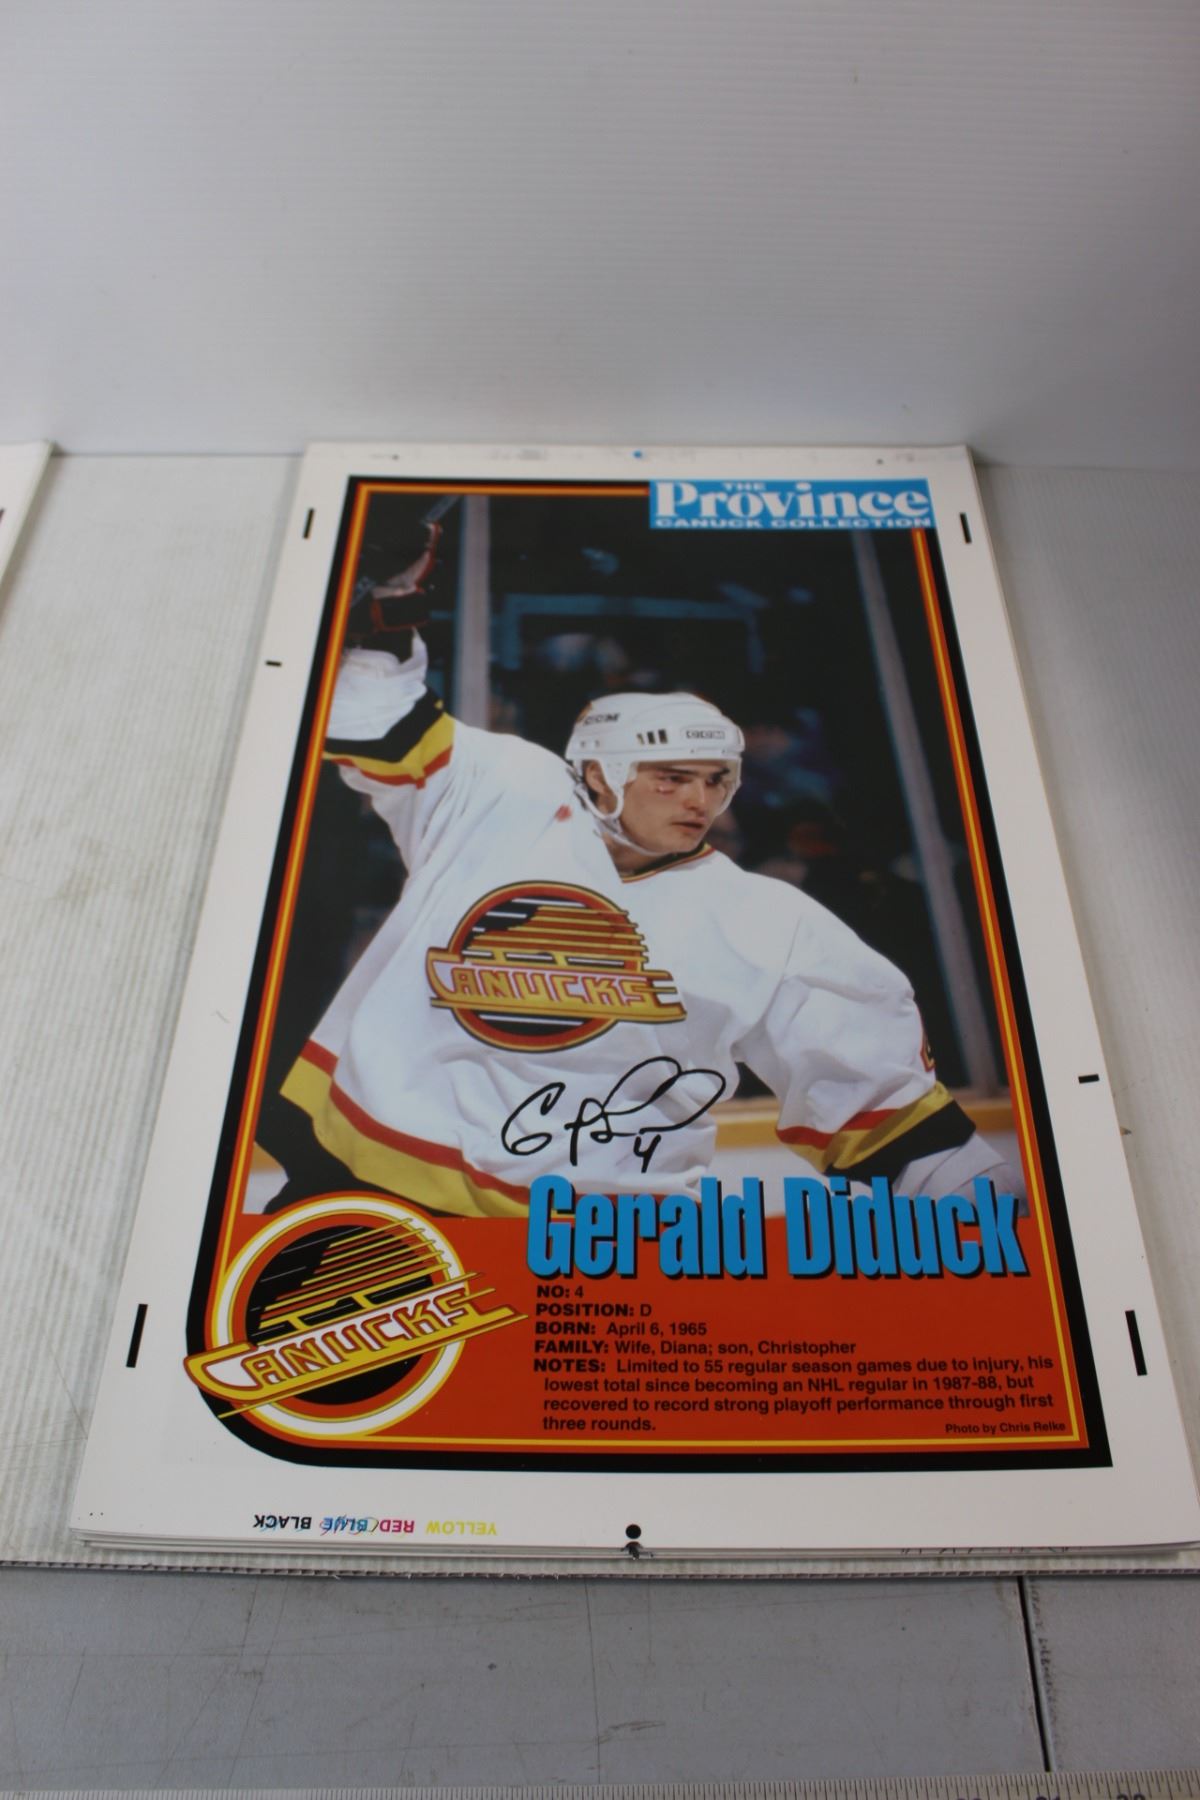 THE
Province
CANUCK COLLECTION
CCM
CCM
CANUCKS
4
Gerald Diduck
CANUCKS
NO: 4
POSITION: D
BORN: April 6, 1965
FAMILY: Wife, Diana; son, Christopher
NOTES: Limited to 55 regular season games due to injury, his
lowest total since becoming an NHL regular in 1987-88, but
recovered to record strong playoff performance through first
three rounds.
Photo by Chris Relke
YELLOW RED BLUE BLACK